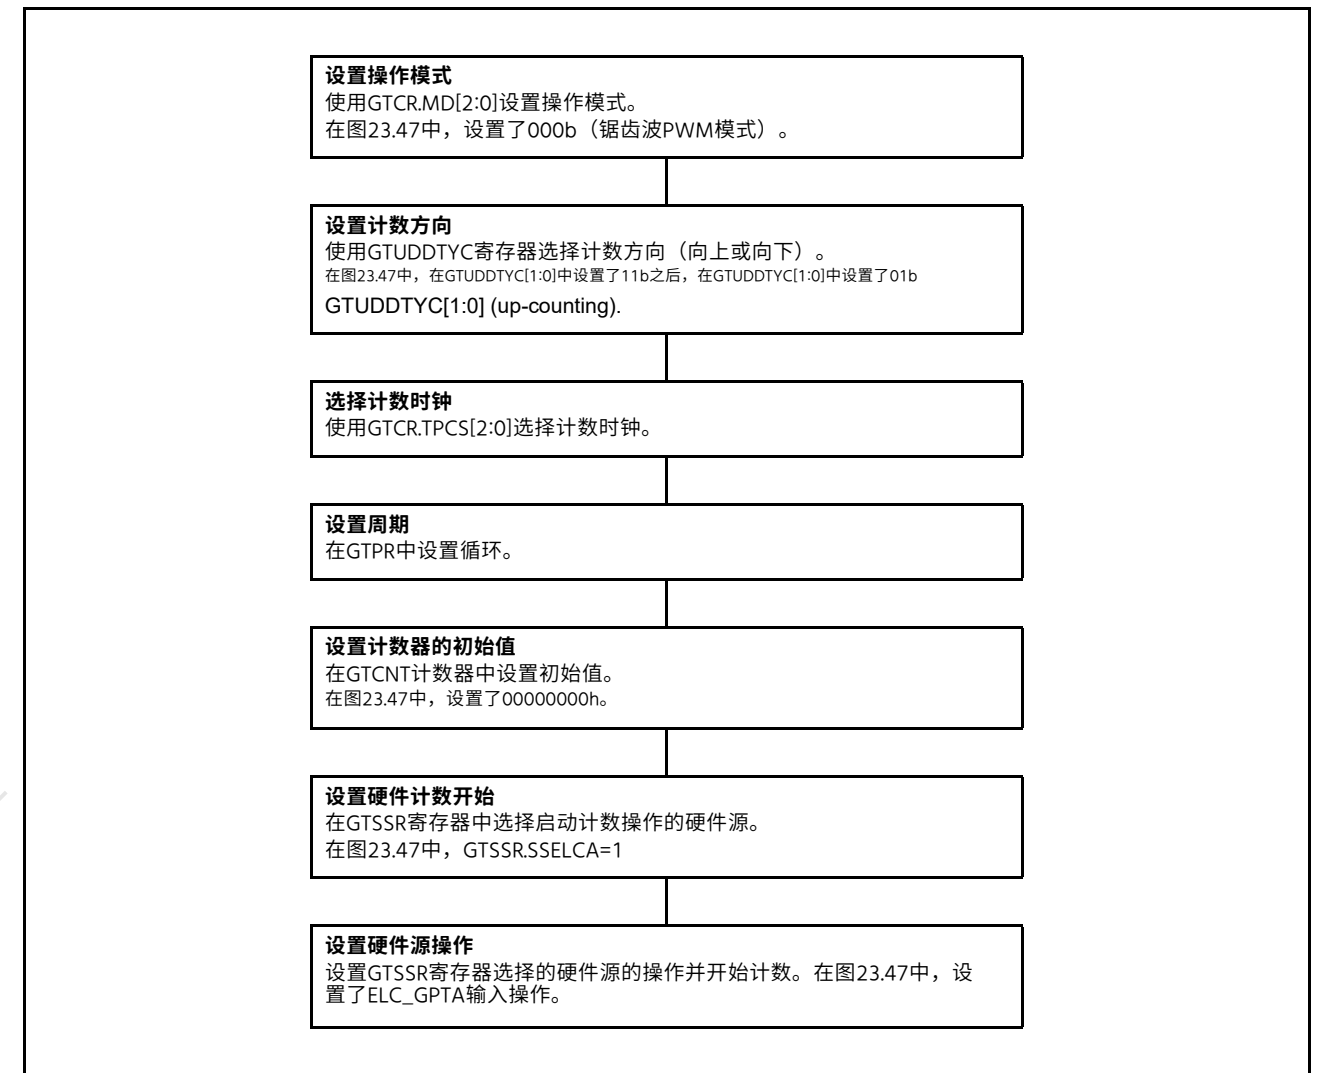 设置操作模式
使用GTCR.MD[2:0]设置操作模式。
在图23.47中，设置了000b（锯齿波PWM模式）。
设置计数方向
使用GTUDDTYC寄存器选择计数方向（向上或向下）。
在图23.47中，在GTUDDTYC[1:0]中设置了11b之后，在GTUDDTYC[1:0]中设置了01b
GTUDDTYC[1:0] (up-counting).
选择计数时钟
使用GTCR.TPCS[2:0]选择计数时钟。
设置周期
在GTPR中设置循环。
设置计数器的初始值
在GTCNT计数器中设置初始值。
在图23.47中，设置了00000000h。
设置硬件计数开始
在GTSSR寄存器中选择启动计数操作的硬件源。
在图23.47中，GTSSR.SSELCA=1
设置硬件源操作
设置GTSSR寄存器选择的硬件源的操作并开始计数。在图23.47中，设
置了ELC_GPTA输入操作。